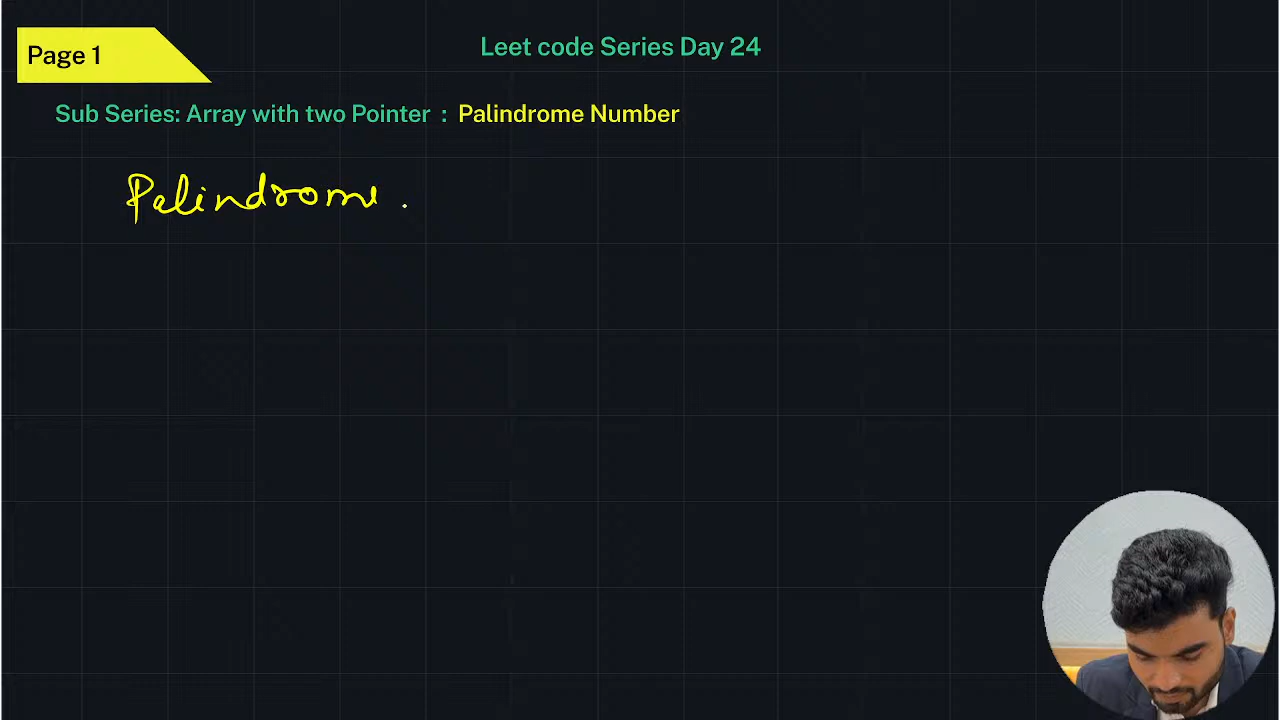 Page 1
Leet code Series Day 24
Sub Series: Array with two Pointer : Palindrome Number
Palindrome .